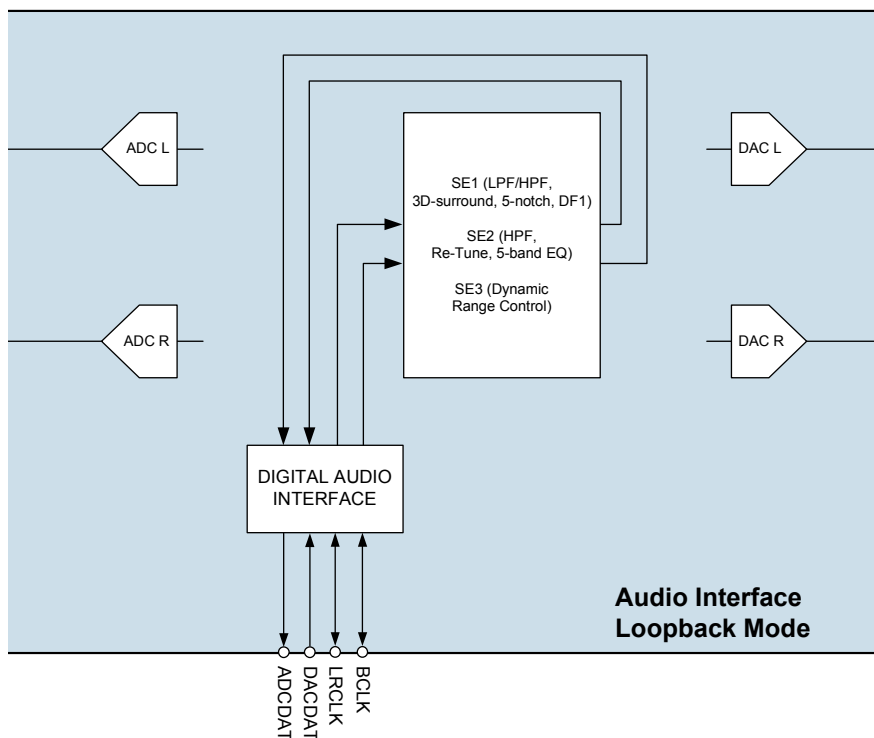 ADC L
DAC L
SE1 (LPF/HPF,
3D-surround, 5-notch, DF1)
SE2 (HPF,
Re-Tune, 5-band EQ)
SE3 (Dynamic
Range Control)
ADC R
DAC R
DIGITAL AUDIO
INTERFACE
Audio Interface
Loopback Mode
ADCDAT
DACDAT
LRCLK
BCLK